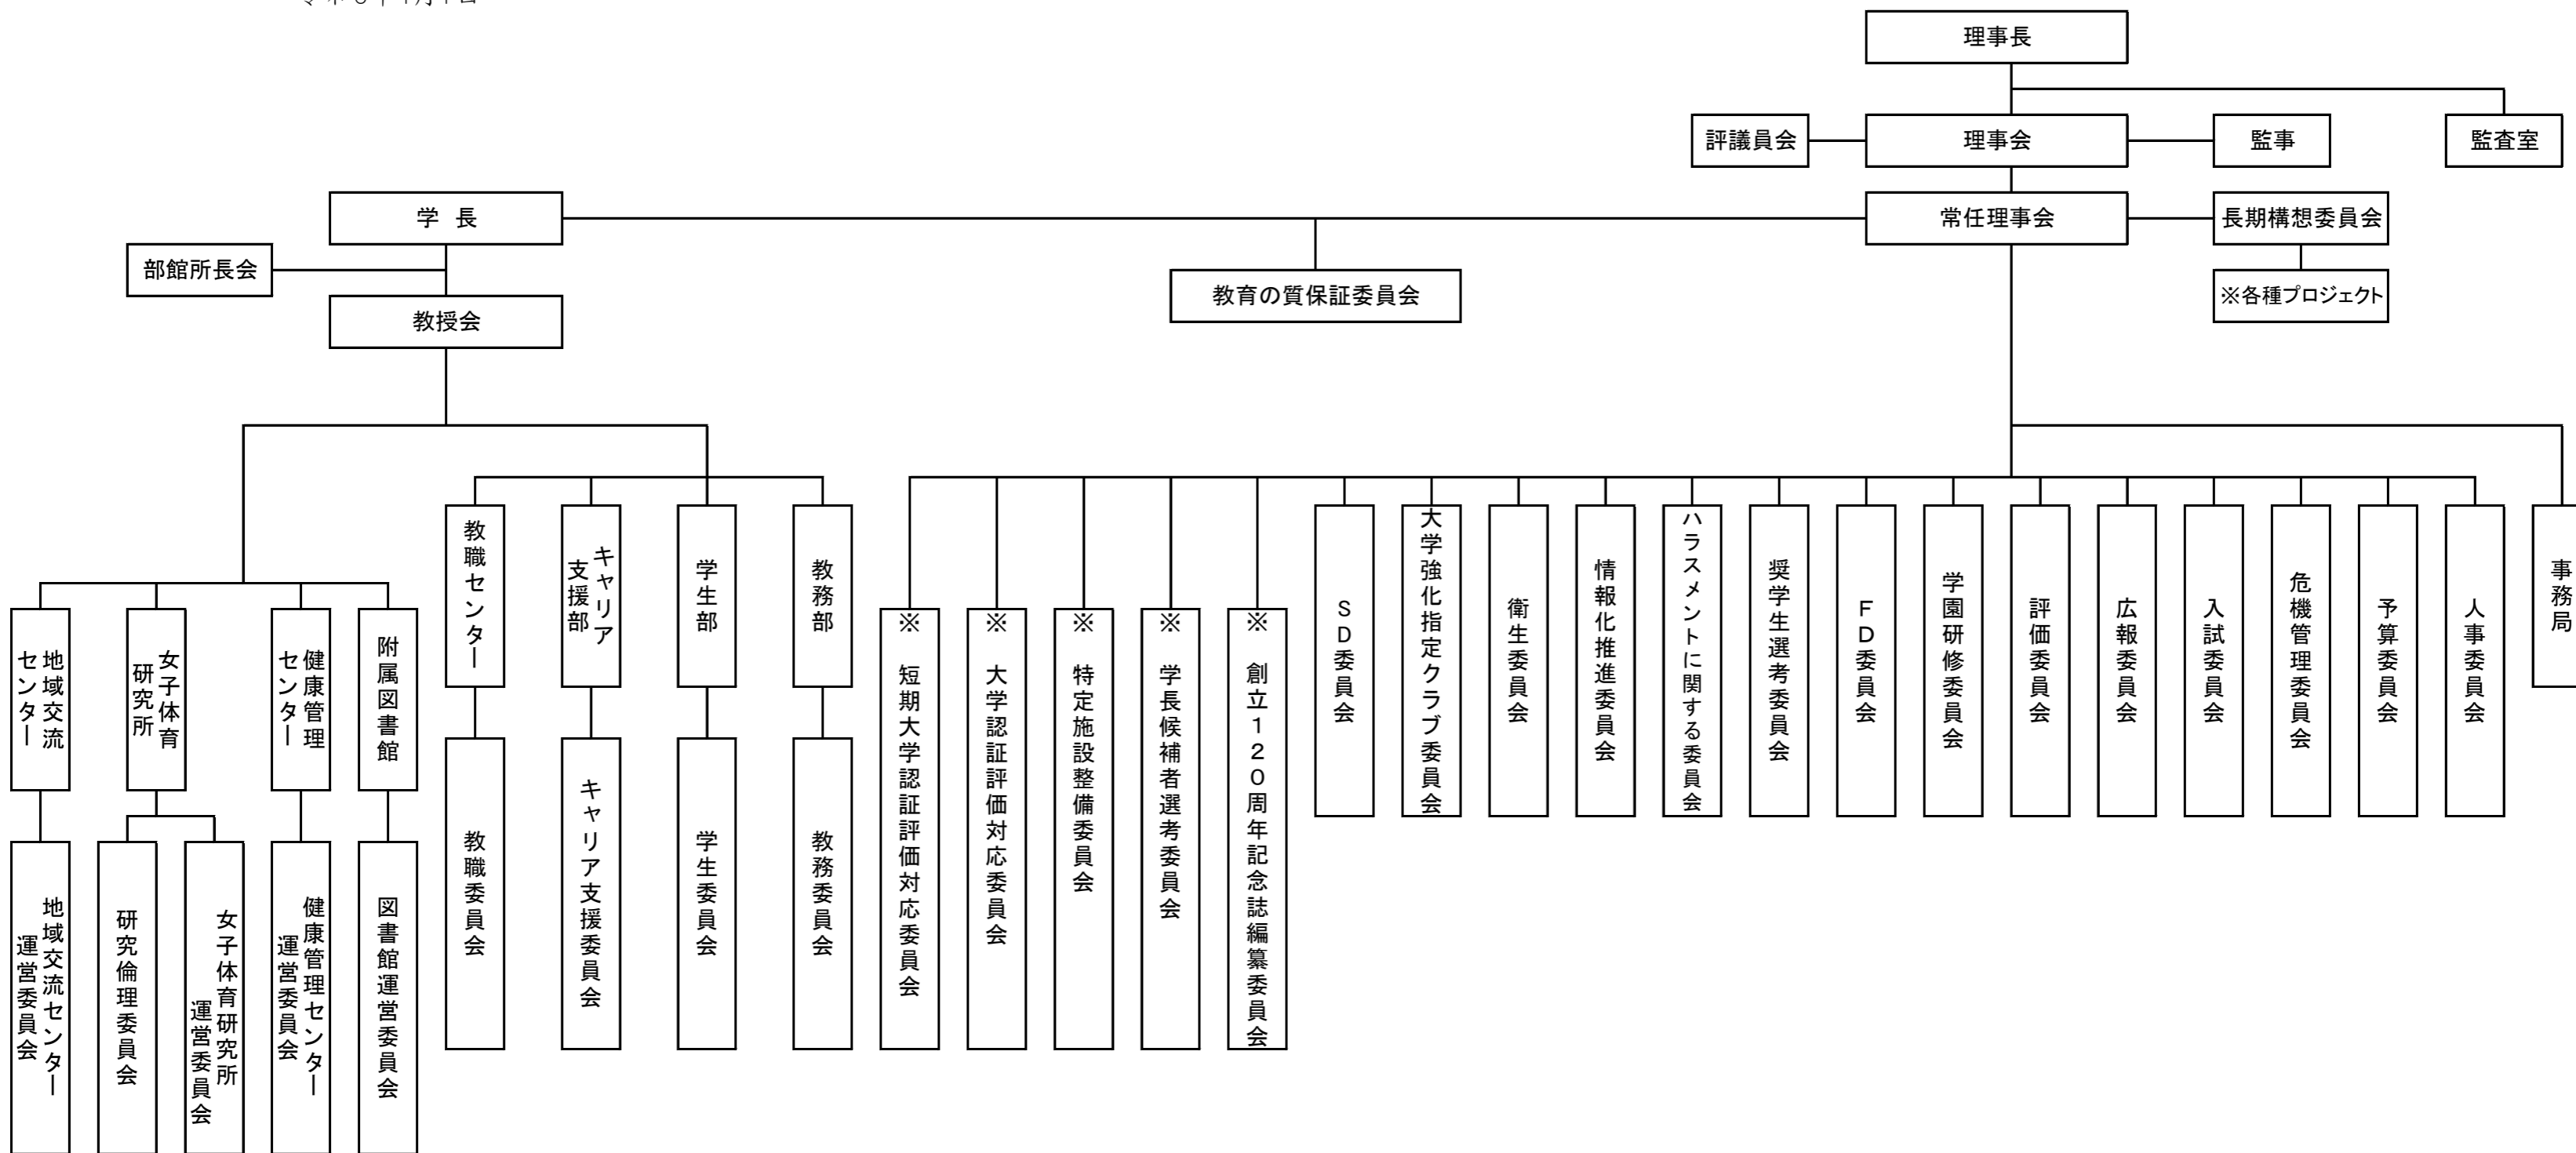 理事長
評議員会
理事会
監事
監査室
学 長
常任理事会
長期構想委員会
部館所長会
教育の質保証委員会
※各種プロジェクト
教授会
教職センター
キャリア
支援部
学生部
教務部
SD委員会
大学強化指定クラブ委員会
衛生委員会
情報化推進委員会
ハラスメントに関する委員会
奨学生選考委員会
FD委員会
学園研修委員会
評価委員会
広報委員会
入試委員会
危機管理委員会
予算委員会
人事委員会
事務局
地域交流
センター
女子体育
研究所
健康管理
センター
附属図書館
※ 短期大学認証評価対応委員会
※ 大学認証評価対応委員会
※ 特定施設整備委員会
※ 学長候補者選考委員会
※ 創立120周年記念誌編纂委員会
教職委員会
キャリア支援委員会
学生委員会
教務委員会
地域交流センター
運営委員会
研究倫理委員会
女子体育研究所
運営委員会
健康管理センター
運営委員会
図書館運営委員会